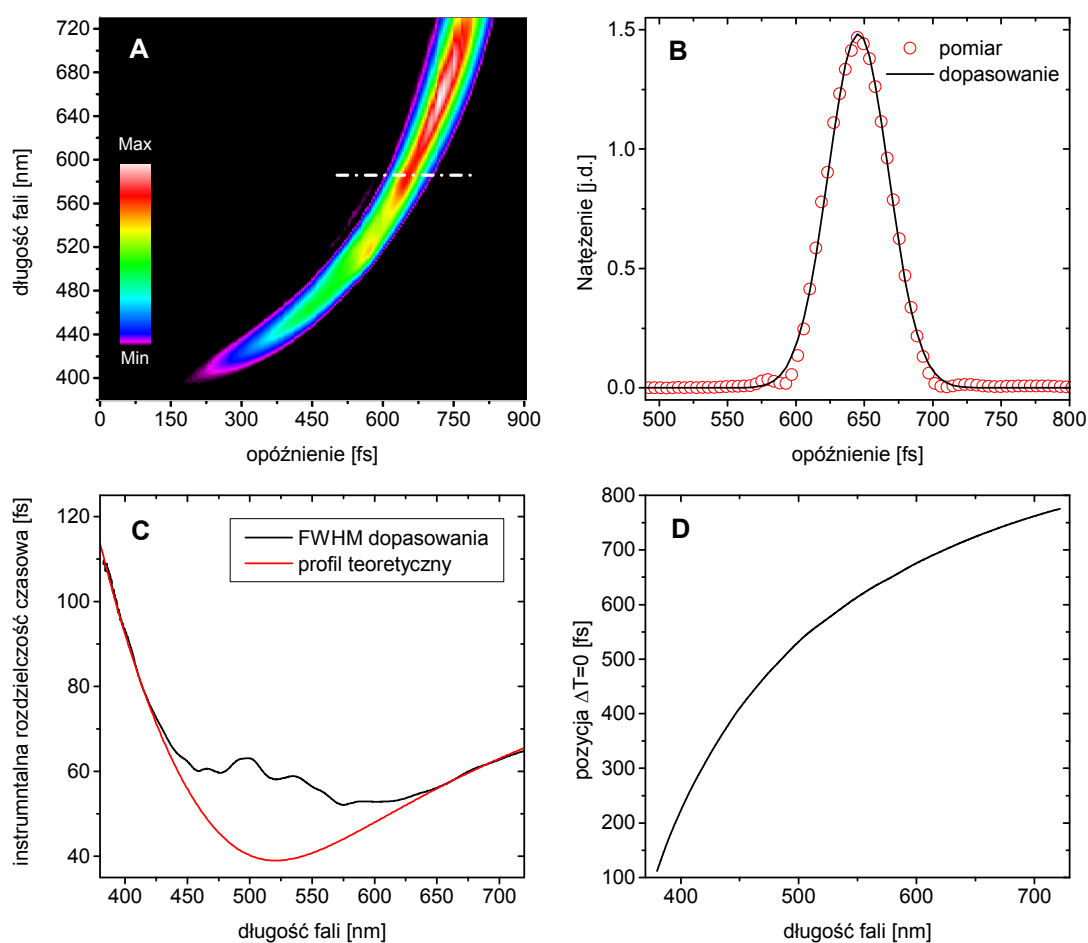 A
długość fali [nm]
720
680
640
600
560
520
480
440
400
Max
Min
0 150 300 450 600 750 900
opóźnienie [fs]
B
pomiar
dopasowanie
Natężenie [j.d.]
1.5
1.0
0.5
0.0
500 550 600 650 700 750 800
opóźnienie [fs]
C
FWHM dopasowania
profil teoretyczny
instrumntalna rozdzielczość czasowa [fs]
120
100
80
60
40
400 450 500 550 600 650 700
długość fali [nm]
D
pozycja ΔT=0 [fs]
800
700
600
500
400
300
200
100
400 500 600 700
długość fali [nm]